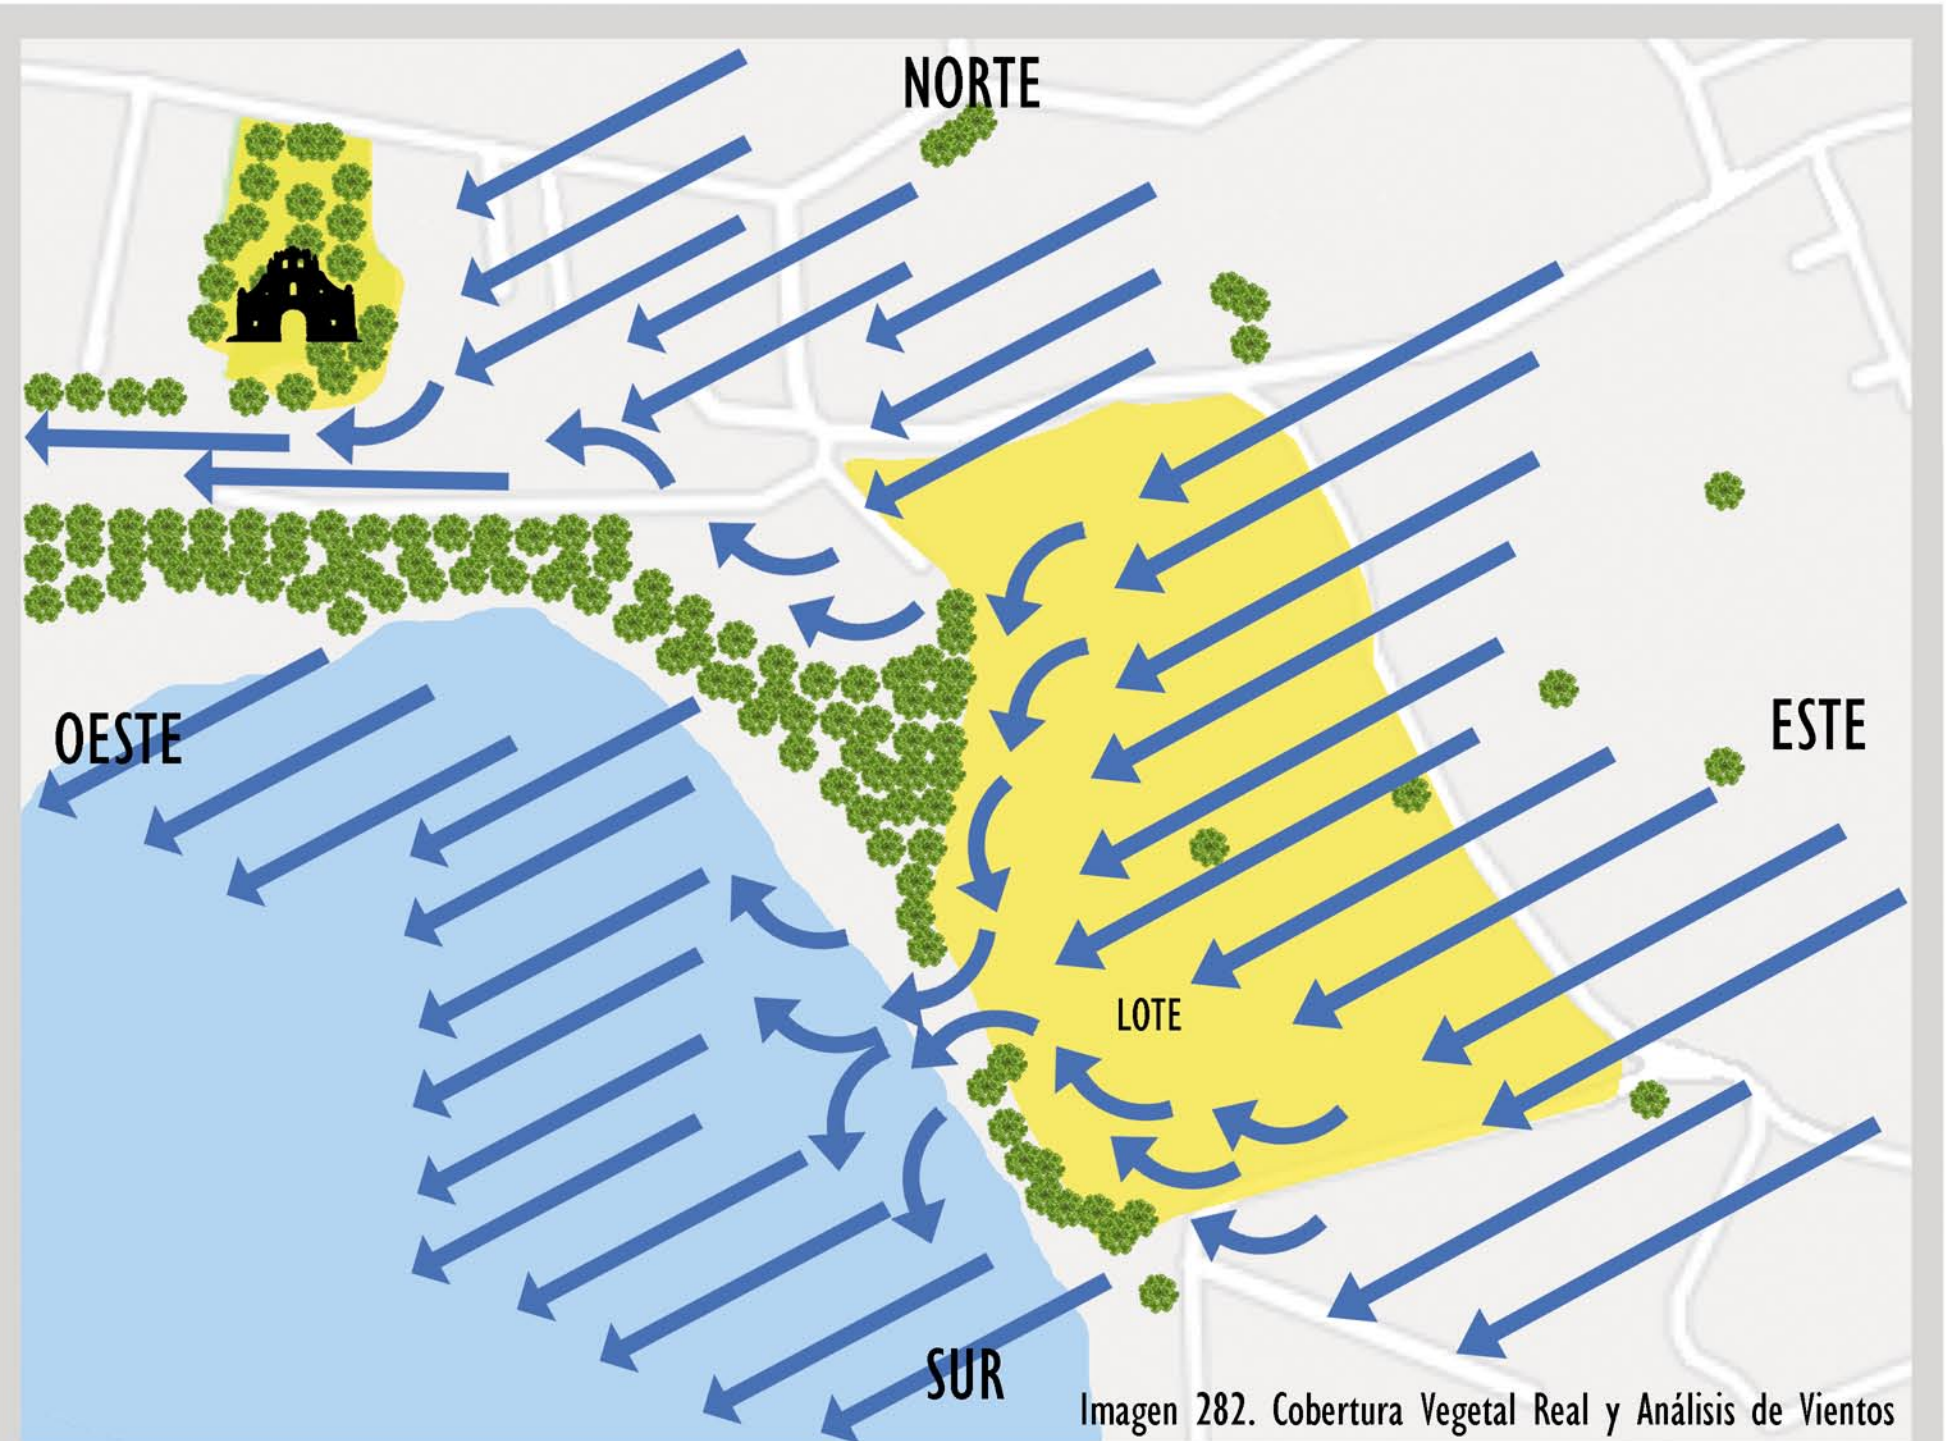 NORTE
OESTE
ESTE
LOTE
SUR
Imagen 282. Cobertura Vegetal Real y Análisis de Vientos